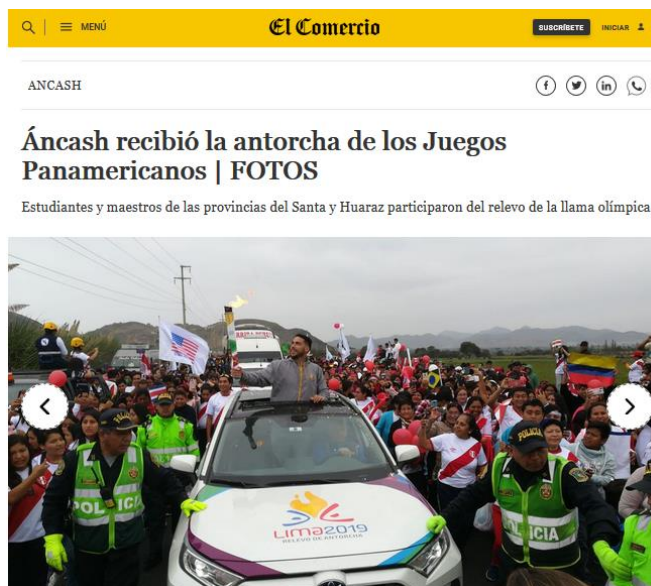 MENÚ
El Comercio
SUSCRÍBETE
INICIAR
ANCASH
Áncash recibió la antorcha de los Juegos
Panamericanos | FOTOS
Estudiantes y maestros de las provincias del Santa y Huaraz participaron del relevo de la llama olímpica
POLICIA
POLICIA
POLICIA
LIMA2019
RELEVO DE ANTORCHA